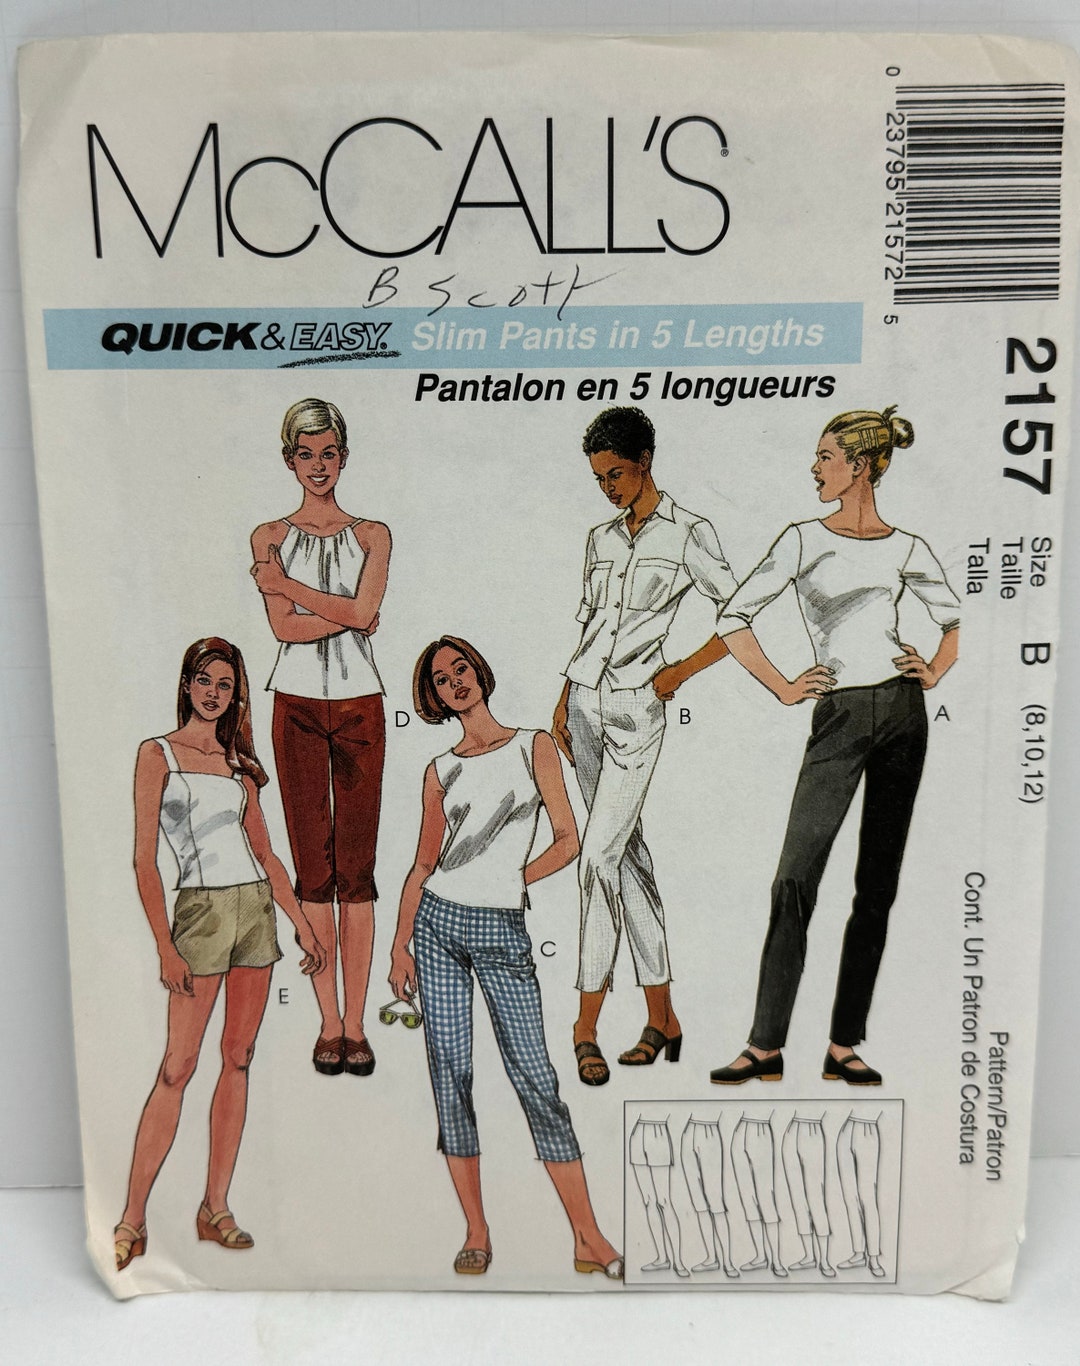 McCALL'S®
B Scott
QUICK & EASY® Slim Pants in 5 Lengths
Pantalon en 5 longueurs
0 23795 21572 5
2157
Size B (8,10,12)
Taille
Talla
Pattern/Patron
Cont. Un Patron de Costura
D
B
A
C
E